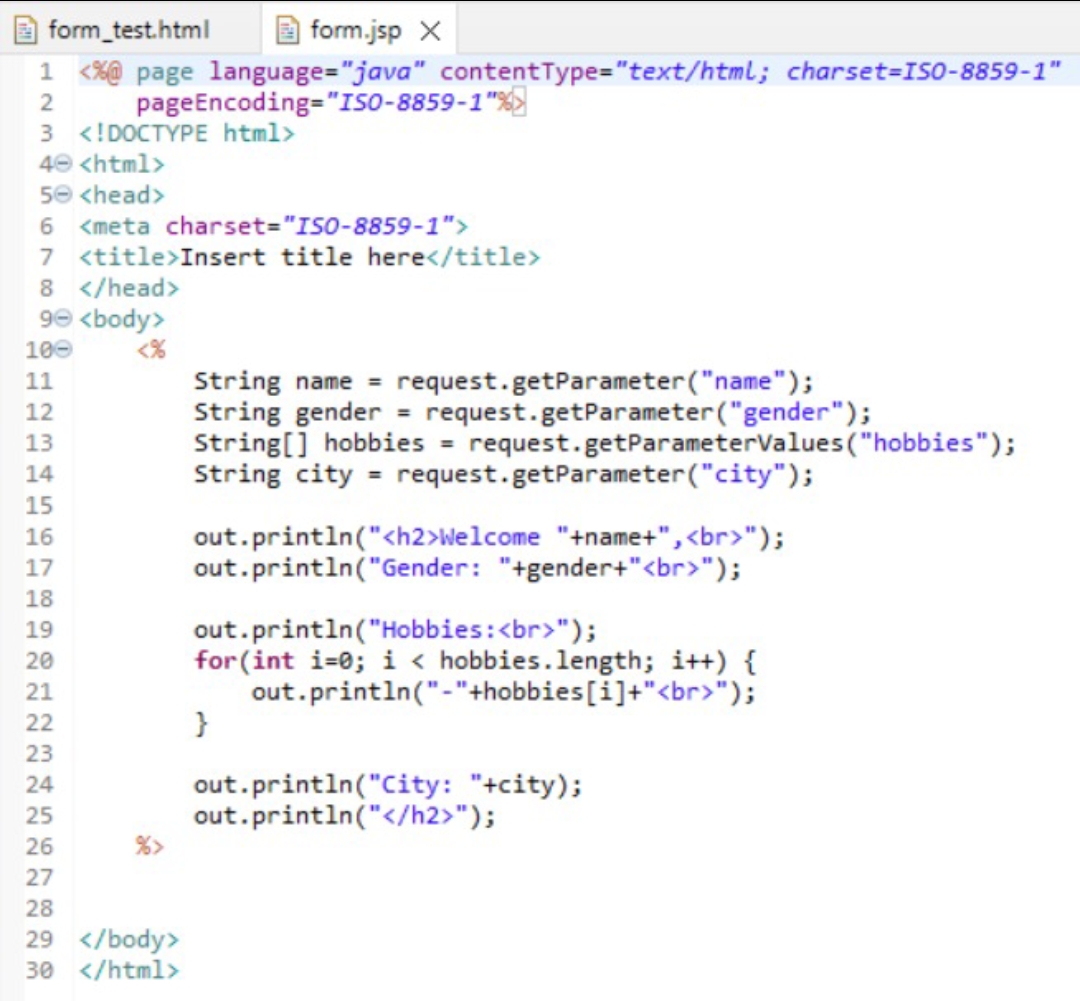 form_test.html form.jsp
1 <%@ page language="java" contentType="text/html; charset=ISO-8859-1"
2     pageEncoding="ISO-8859-1"%>
3 <!DOCTYPE html>
4 <html>
5 <head>
6 <meta charset="ISO-8859-1">
7 <title>Insert title here</title>
8 </head>
9 <body>
10     <%
11         String name = request.getParameter("name");
12         String gender = request.getParameter("gender");
13         String[] hobbies = request.getParameterValues("hobbies");
14         String city = request.getParameter("city");
15
16         out.println("<h2>Welcome "+name+",<br>");
17         out.println("Gender: "+gender+"<br>");
18
19         out.println("Hobbies:<br>");
20         for(int i=0; i < hobbies.length; i++) {
21             out.println("-"+hobbies[i]+"<br>");
22         }
23
24         out.println("City: "+city);
25         out.println("</h2>");
26     %>
27
28
29 </body>
30 </html>